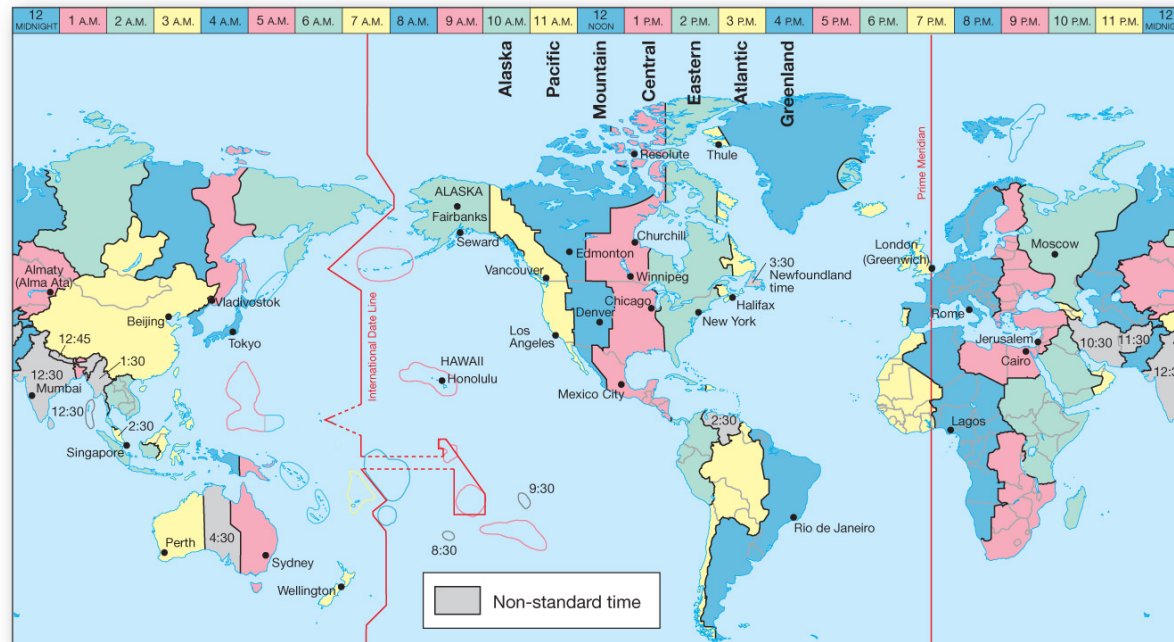 12 MIDNIGHT 1 A.M. 2 A.M. 3 A.M. 4 A.M. 5 A.M. 6 A.M. 7 A.M. 8 A.M. 9 A.M. 10 A.M. 11 A.M. 12 NOON 1 P.M. 2 P.M. 3 P.M. 4 P.M. 5 P.M. 6 P.M. 7 P.M. 8 P.M. 9 P.M. 10 P.M. 11 P.M. 12
Alaska
Pacific
Mountain
Central
Eastern
Atlantic
Greenland
International Date Line
Prime Meridian
Resolute
Thule
ALASKA
Fairbanks
Seward
Churchill
Edmonton
Vancouver
Winnipeg
3:30
Newfoundland
time
Chicago
Halifax
Denver
New York
Los
Angeles
HAWAII
Honolulu
Mexico City
2:30
Rio de Janeiro
London
(Greenwich)
Moscow
Rome
Jerusalem
Cairo
10:30
11:30
Lagos
Almaty
(Alma Ata)
Vladivostok
Beijing
Tokyo
12:45
1:30
12:30
Mumbai
12:30
2:30
Singapore
4:30
Perth
Sydney
Wellington
9:30
8:30
Non-standard time